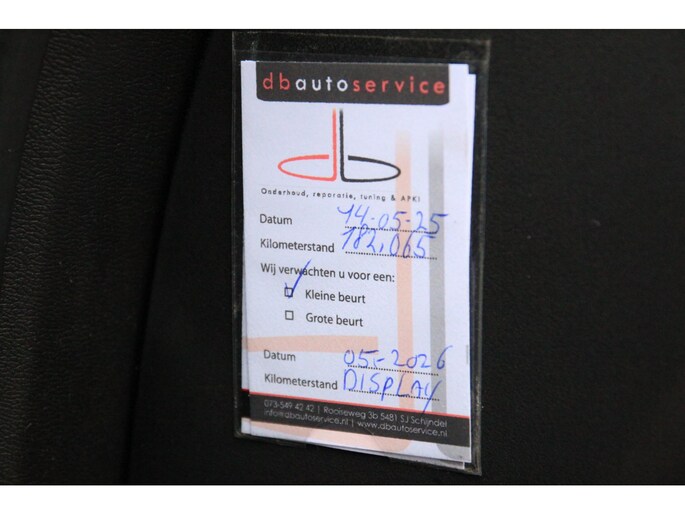 dbautoservice
db
Onderhoud, reparatie, tuning & APK!
Datum 14-05-25
Kilometerstand 182.065
Wij verwachten u voor een:
Kleine beurt
Grote beurt
Datum 05-2026
Kilometerstand DISPLAY
073-549 42 42 | Rooiseweg 3b 5481 SJ Schijndel
info@dbautoservice.nl | www.dbautoservice.nl